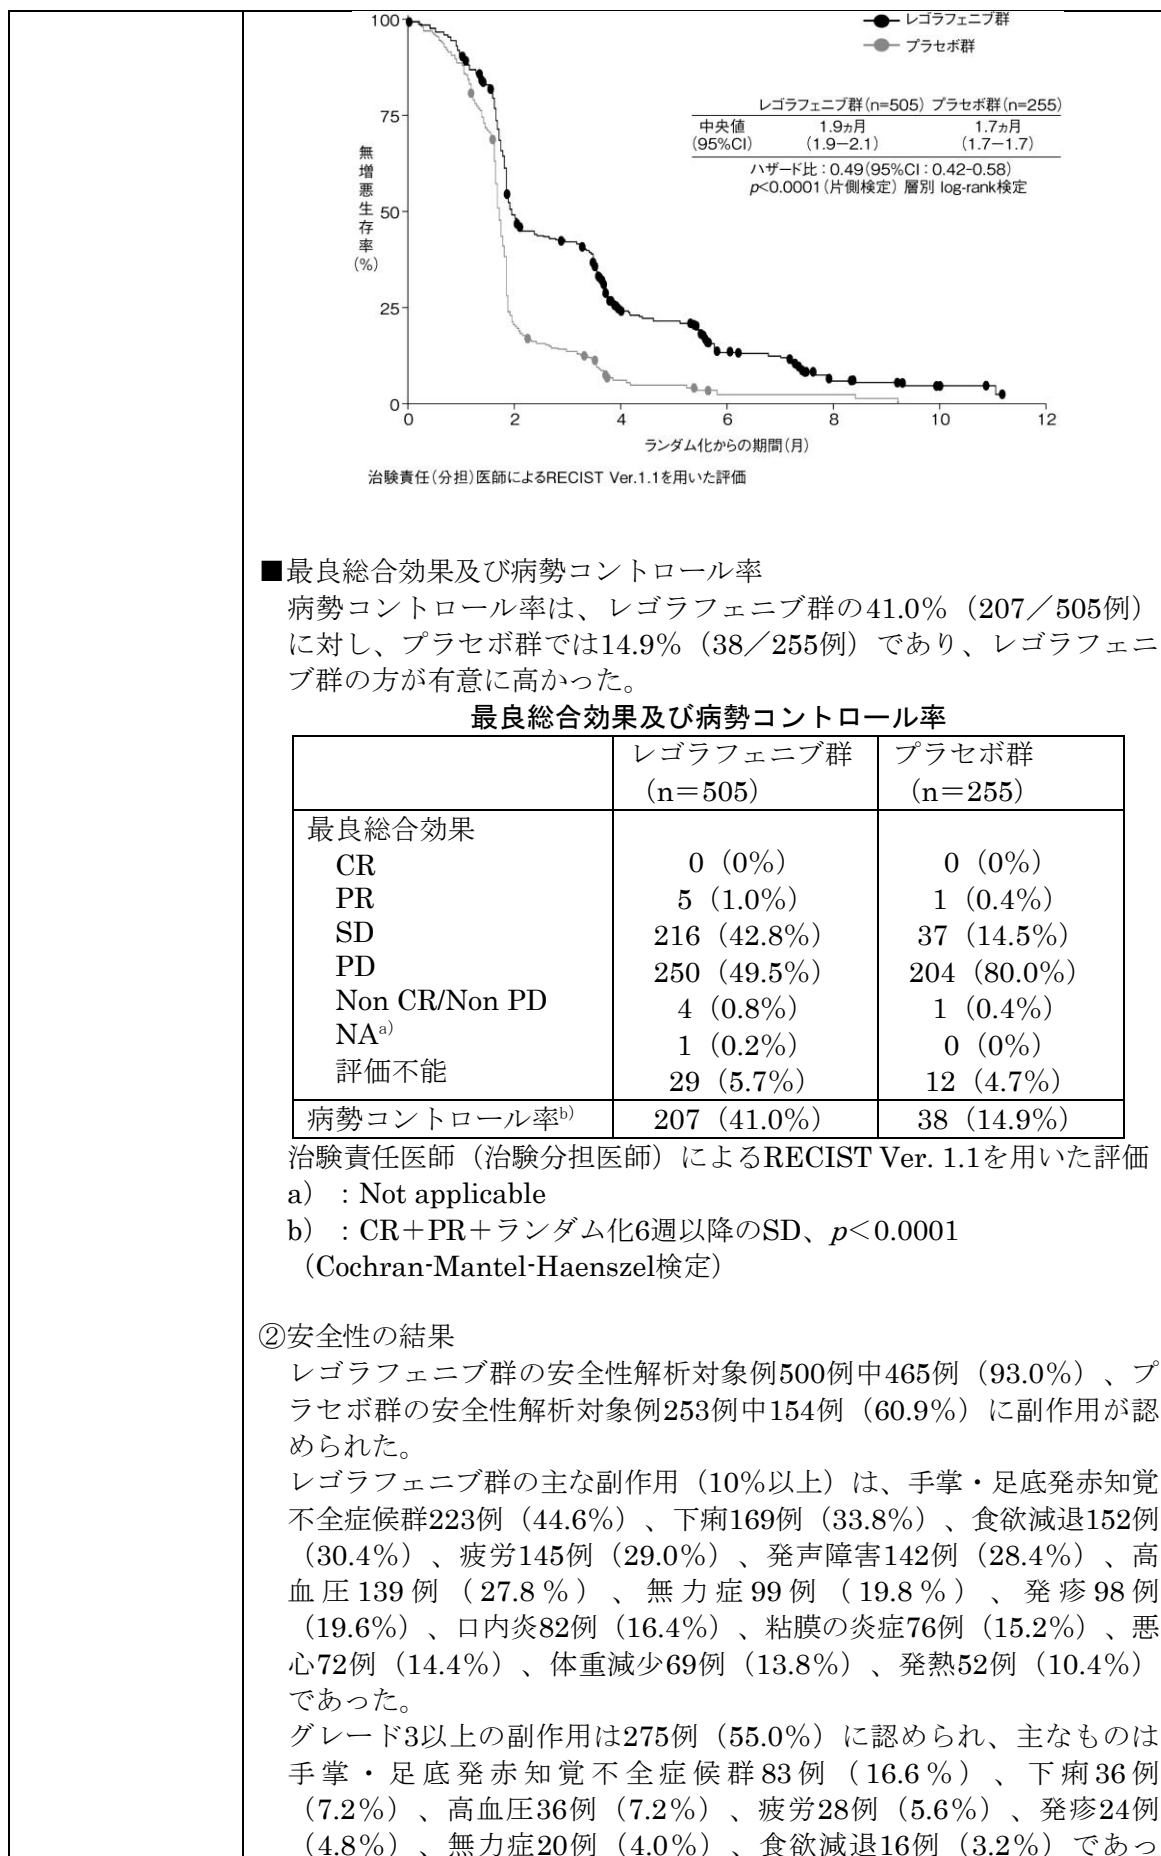 100
レゴラフェニブ群
プラセボ群
レゴラフェニブ群(n=505) プラセボ群(n=255)
75
中央値 1.9ヵ月 1.7ヵ月
(95%CI) (1.9−2.1) (1.7−1.7)
ハザード比：0.49(95%CI：0.42-0.58)
p<0.0001(片側検定) 層別 log-rank検定
無増悪生存率(%)
50
25
0
0 2 4 6 8 10 12
ランダム化からの期間(月)
治験責任(分担)医師によるRECIST Ver.1.1を用いた評価
■最良総合効果及び病勢コントロール率
病勢コントロール率は、レゴラフェニブ群の41.0％（207／505例）
に対し、プラセボ群では14.9％（38／255例）であり、レゴラフェニ
ブ群の方が有意に高かった。
最良総合効果及び病勢コントロール率
レゴラフェニブ群 プラセボ群
（n＝505） （n＝255）
最良総合効果
CR 0（0％） 0（0％）
PR 5（1.0％） 1（0.4％）
SD 216（42.8％） 37（14.5％）
PD 250（49.5％） 204（80.0％）
Non CR/Non PD 4（0.8％） 1（0.4％）
NAa) 1（0.2％） 0（0％）
評価不能 29（5.7％） 12（4.7％）
病勢コントロール率b) 207（41.0％） 38（14.9％）
治験責任医師（治験分担医師）によるRECIST Ver. 1.1を用いた評価
a）：Not applicable
b）：CR＋PR＋ランダム化6週以降のSD、p＜0.0001
（Cochran-Mantel-Haenszel検定）
②安全性の結果
レゴラフェニブ群の安全性解析対象例500例中465例（93.0％）、プ
ラセボ群の安全性解析対象例253例中154例（60.9％）に副作用が認
められた。
レゴラフェニブ群の主な副作用（10％以上）は、手掌・足底発赤知覚
不全症候群223例（44.6％）、下痢169例（33.8％）、食欲減退152例
（30.4％）、疲労145例（29.0％）、発声障害142例（28.4％）、高
血圧139例（27.8％）、無力症99例（19.8％）、発疹98例
（19.6％）、口内炎82例（16.4％）、粘膜の炎症76例（15.2％）、悪
心72例（14.4％）、体重減少69例（13.8％）、発熱52例（10.4％）
であった。
グレード3以上の副作用は275例（55.0％）に認められ、主なものは
手掌・足底発赤知覚不全症候群83例（16.6％）、下痢36例
（7.2％）、高血圧36例（7.2％）、疲労28例（5.6％）、発疹24例
（4.8％）、無力症20例（4.0％）、食欲減退16例（3.2％）であっ